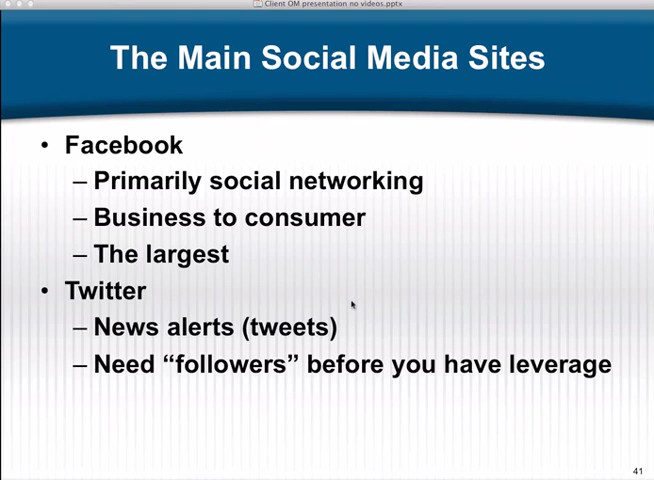 Client OM presentation no videos.pptx
The Main Social Media Sites
• Facebook
– Primarily social networking
– Business to consumer
– The largest
• Twitter
– News alerts (tweets)
– Need “followers” before you have leverage
41